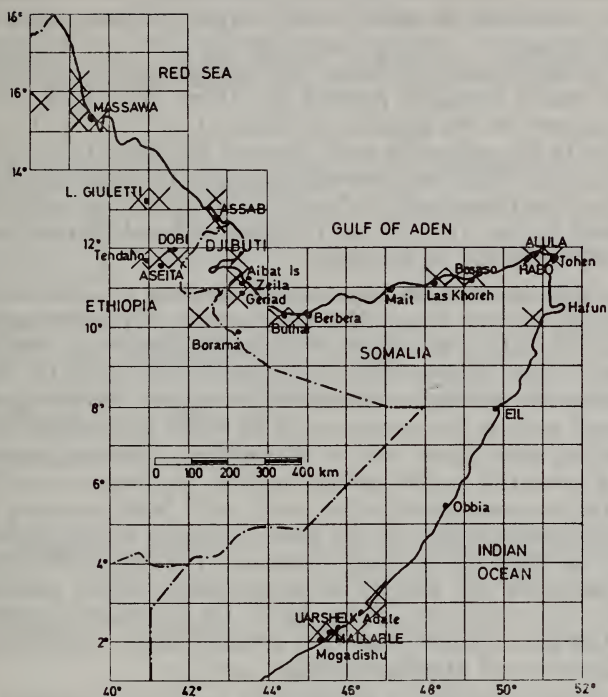 16°
RED SEA
16°
MASSAWA
14°
L. GIULETTI
ASSAB
GULF OF ADEN
12°
DOBI
DJIBUTI
ALULA
Tendaho
ASEITA
Aibat Is
Bosaso
HABO
Tohen
Zeila
Las Khoreh
ETHIOPIA
Geriad
Mait
Hafun
10°
Buthar
Berbera
Borama
SOMALIA
8°
EIL
0 100 200 300 400 km
6°
Obbia
4°
INDIAN
OCEAN
UARSHEIK
Adale
2°
MALLABLE
Mogadishu
40° 42° 44° 46° 48° 50° 52°